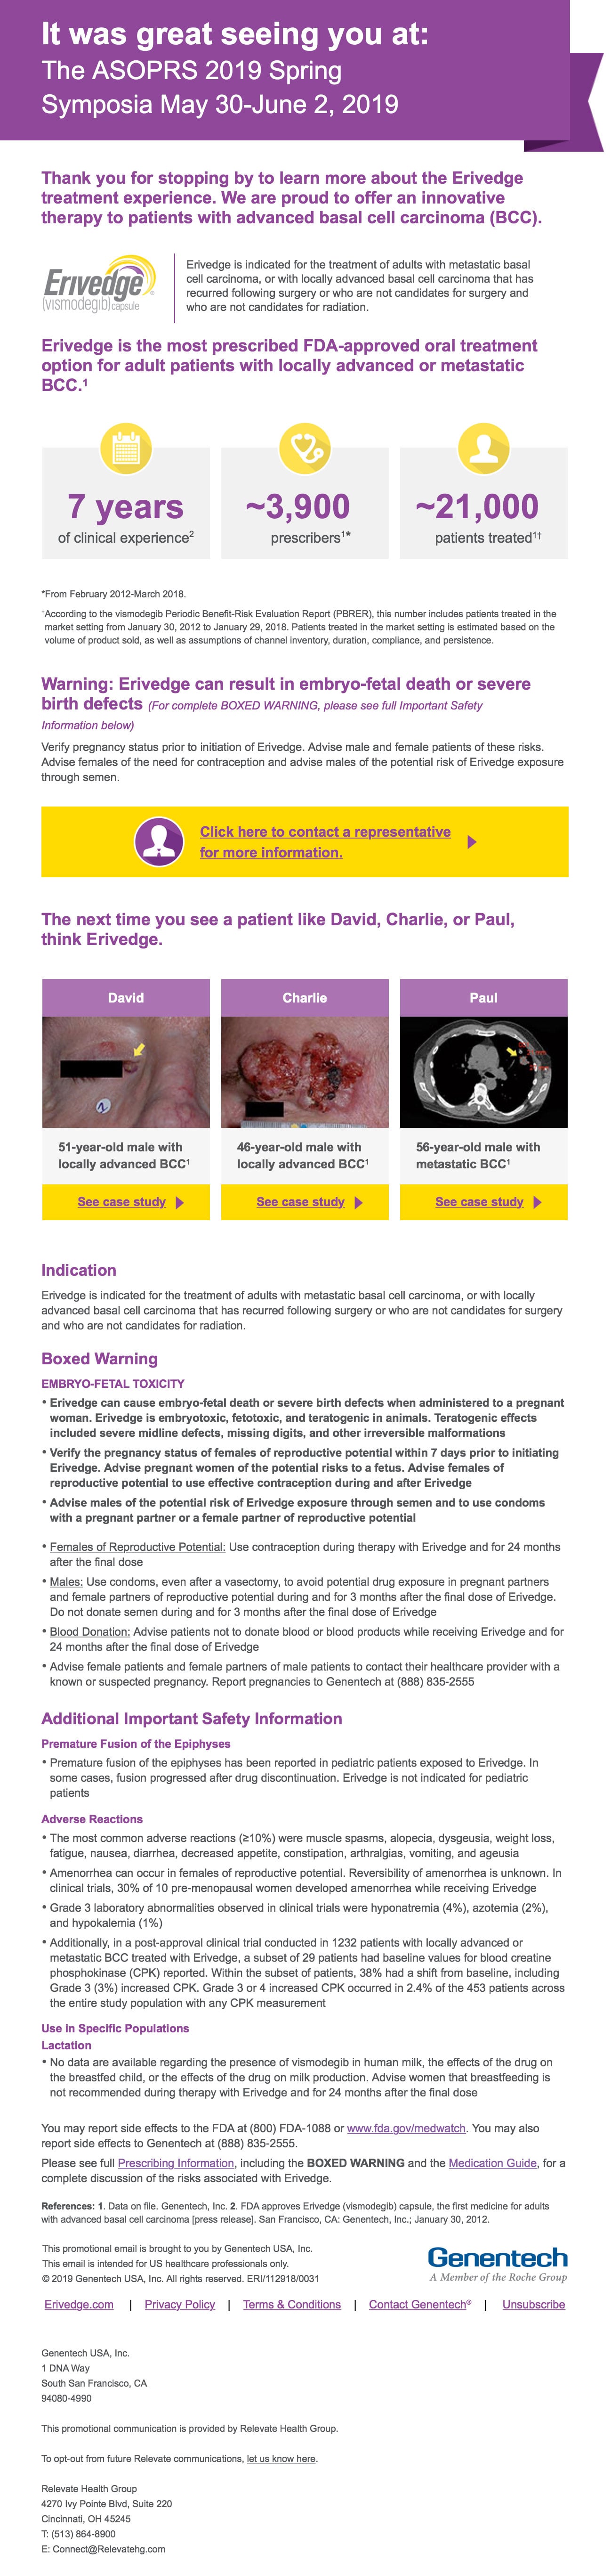 It was great seeing you at:
The ASOPRS 2019 Spring
Symposia May 30-June 2, 2019
Thank you for stopping by to learn more about the Erivedge
treatment experience. We are proud to offer an innovative
therapy to patients with advanced basal cell carcinoma (BCC).
Erivedge®
(vismodegib) capsule
Erivedge is indicated for the treatment of adults with metastatic basal
cell carcinoma, or with locally advanced basal cell carcinoma that has
recurred following surgery or who are not candidates for surgery and
who are not candidates for radiation.
Erivedge is the most prescribed FDA-approved oral treatment
option for adult patients with locally advanced or metastatic
BCC.¹
7 years
of clinical experience²
~3,900
prescribers¹*
~21,000
patients treated¹†
*From February 2012-March 2018.
†According to the vismodegib Periodic Benefit-Risk Evaluation Report (PBRER), this number includes patients treated in the
market setting from January 30, 2012 to January 29, 2018. Patients treated in the market setting is estimated based on the
volume of product sold, as well as assumptions of channel inventory, duration, compliance, and persistence.
Warning: Erivedge can result in embryo-fetal death or severe
birth defects (For complete BOXED WARNING, please see full Important Safety
Information below)
Verify pregnancy status prior to initiation of Erivedge. Advise male and female patients of these risks.
Advise females of the need for contraception and advise males of the potential risk of Erivedge exposure
through semen.
Click here to contact a representative
for more information.
The next time you see a patient like David, Charlie, or Paul,
think Erivedge.
David
51-year-old male with
locally advanced BCC¹
See case study
Charlie
46-year-old male with
locally advanced BCC¹
See case study
Paul
56-year-old male with
metastatic BCC¹
See case study
Indication
Erivedge is indicated for the treatment of adults with metastatic basal cell carcinoma, or with locally
advanced basal cell carcinoma that has recurred following surgery or who are not candidates for surgery
and who are not candidates for radiation.
Boxed Warning
EMBRYO-FETAL TOXICITY
• Erivedge can cause embryo-fetal death or severe birth defects when administered to a pregnant
woman. Erivedge is embryotoxic, fetotoxic, and teratogenic in animals. Teratogenic effects
included severe midline defects, missing digits, and other irreversible malformations
• Verify the pregnancy status of females of reproductive potential within 7 days prior to initiating
Erivedge. Advise pregnant women of the potential risks to a fetus. Advise females of
reproductive potential to use effective contraception during and after Erivedge
• Advise males of the potential risk of Erivedge exposure through semen and to use condoms
with a pregnant partner or a female partner of reproductive potential
• Females of Reproductive Potential: Use contraception during therapy with Erivedge and for 24 months
after the final dose
• Males: Use condoms, even after a vasectomy, to avoid potential drug exposure in pregnant partners
and female partners of reproductive potential during and for 3 months after the final dose of Erivedge.
Do not donate semen during and for 3 months after the final dose of Erivedge
• Blood Donation: Advise patients not to donate blood or blood products while receiving Erivedge and for
24 months after the final dose of Erivedge
• Advise female patients and female partners of male patients to contact their healthcare provider with a
known or suspected pregnancy. Report pregnancies to Genentech at (888) 835-2555
Additional Important Safety Information
Premature Fusion of the Epiphyses
• Premature fusion of the epiphyses has been reported in pediatric patients exposed to Erivedge. In
some cases, fusion progressed after drug discontinuation. Erivedge is not indicated for pediatric
patients
Adverse Reactions
• The most common adverse reactions (≥10%) were muscle spasms, alopecia, dysgeusia, weight loss,
fatigue, nausea, diarrhea, decreased appetite, constipation, arthralgias, vomiting, and ageusia
• Amenorrhea can occur in females of reproductive potential. Reversibility of amenorrhea is unknown. In
clinical trials, 30% of 10 pre-menopausal women developed amenorrhea while receiving Erivedge
• Grade 3 laboratory abnormalities observed in clinical trials were hyponatremia (4%), azotemia (2%),
and hypokalemia (1%)
• Additionally, in a post-approval clinical trial conducted in 1232 patients with locally advanced or
metastatic BCC treated with Erivedge, a subset of 29 patients had baseline values for blood creatine
phosphokinase (CPK) reported. Within the subset of patients, 38% had a shift from baseline, including
Grade 3 (3%) increased CPK. Grade 3 or 4 increased CPK occurred in 2.4% of the 453 patients across
the entire study population with any CPK measurement
Use in Specific Populations
Lactation
• No data are available regarding the presence of vismodegib in human milk, the effects of the drug on
the breastfed child, or the effects of the drug on milk production. Advise women that breastfeeding is
not recommended during therapy with Erivedge and for 24 months after the final dose
You may report side effects to the FDA at (800) FDA-1088 or www.fda.gov/medwatch. You may also
report side effects to Genentech at (888) 835-2555.
Please see full Prescribing Information, including the BOXED WARNING and the Medication Guide, for a
complete discussion of the risks associated with Erivedge.
References: 1. Data on file. Genentech, Inc. 2. FDA approves Erivedge (vismodegib) capsule, the first medicine for adults
with advanced basal cell carcinoma [press release]. San Francisco, CA: Genentech, Inc.; January 30, 2012.
This promotional email is brought to you by Genentech USA, Inc.
This email is intended for US healthcare professionals only.
© 2019 Genentech USA, Inc. All rights reserved. ERI/112918/0031
Genentech
A Member of the Roche Group
Erivedge.com | Privacy Policy | Terms & Conditions | Contact Genentech® | Unsubscribe
Genentech USA, Inc.
1 DNA Way
South San Francisco, CA
94080-4990
This promotional communication is provided by Relevate Health Group.
To opt-out from future Relevate communications, let us know here.
Relevate Health Group
4270 Ivy Pointe Blvd, Suite 220
Cincinnati, OH 45245
T: (513) 864-8900
E: Connect@Relevatehg.com